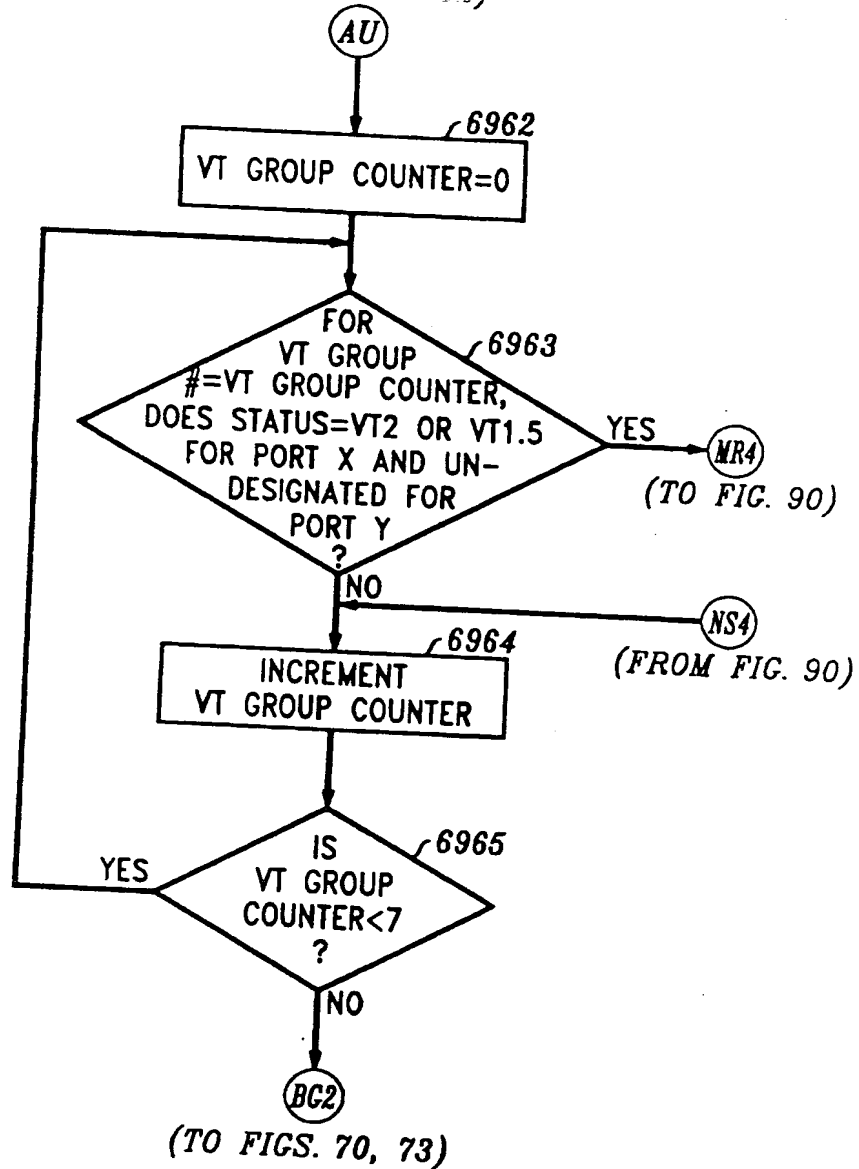 AU
6962
VT GROUP COUNTER=0
FOR
VT GROUP
#=VT GROUP COUNTER,
DOES STATUS=VT2 OR VT1.5
FOR PORT X AND UN-
DESIGNATED FOR
PORT Y
?
6963
YES
MR4
(TO FIG. 90)
NO
NS4
(FROM FIG. 90)
6964
INCREMENT
VT GROUP COUNTER
6965
IS
VT GROUP
COUNTER<7
?
YES
NO
BG2
(TO FIGS. 70, 73)